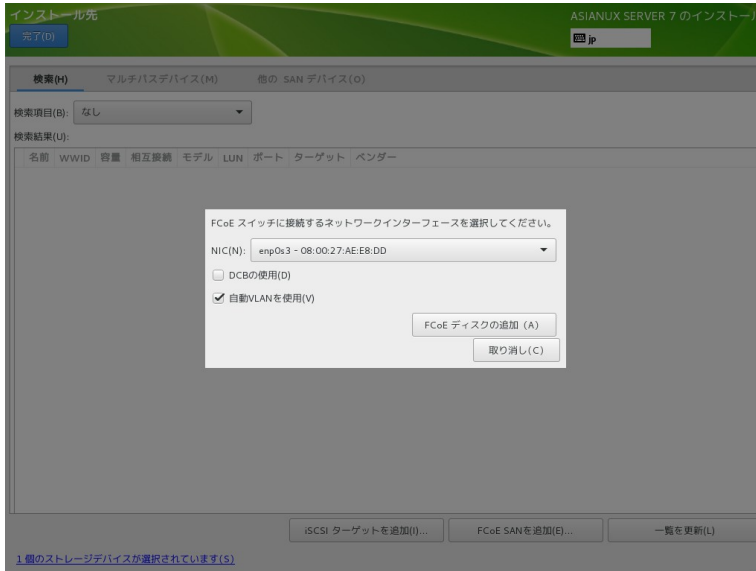 インストール先
ASIANUX SERVER 7 のインストール
完了(D)
jp
検索(H) マルチパスデバイス(M) 他の SAN デバイス(O)
検索項目(B): なし
検索結果(U):
名前 WWID 容量 相互接続 モデル LUN ポート ターゲット ベンダー
FCoE スイッチに接続するネットワークインターフェースを選択してください。
NIC(N): enp0s3 - 08:00:27:AE:E8:DD
DCBの使用(D)
自動VLANを使用(V)
FCoE ディスクの追加 (A)
取り消し(C)
iSCSI ターゲットを追加(I)... FCoE SANを追加(E)... 一覧を更新(L)
1 個のストレージデバイスが選択されています(S)